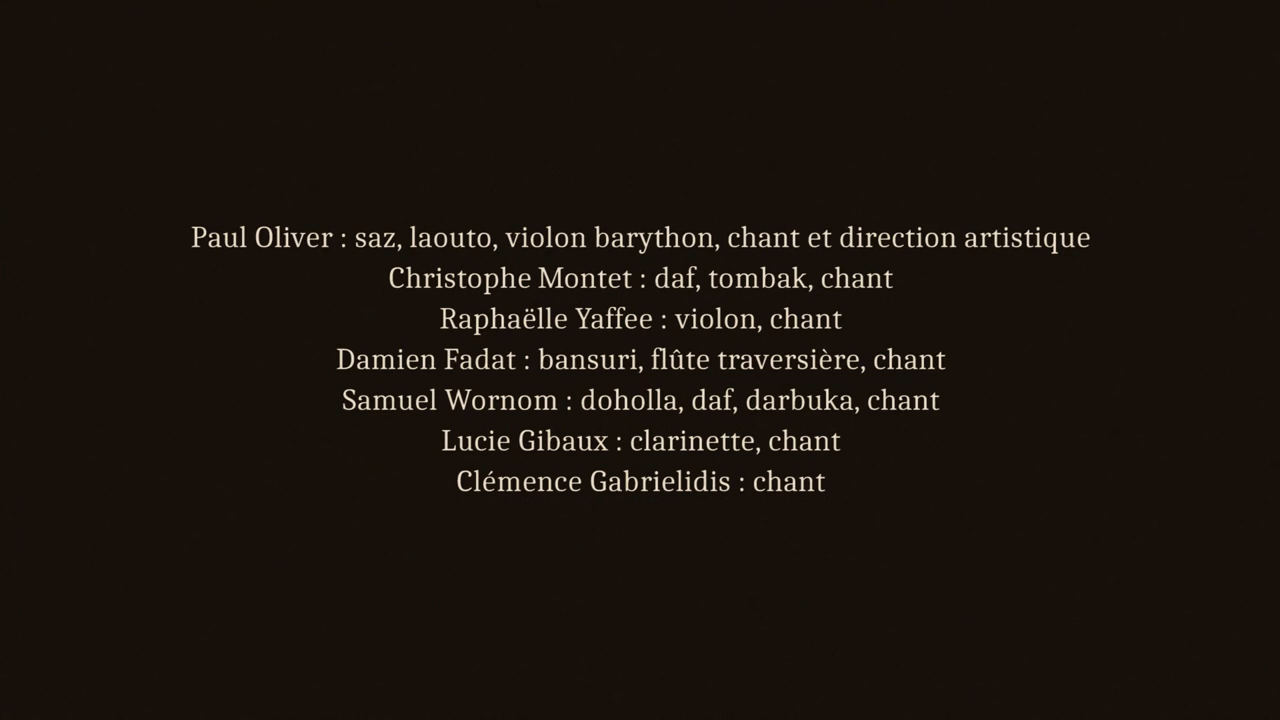 Paul Oliver : saz, laouto, violon barython, chant et direction artistique
Christophe Montet : daf, tombak, chant
Raphaëlle Yaffee : violon, chant
Damien Fadat : bansuri, flûte traversière, chant
Samuel Wornom : doholla, daf, darbuka, chant
Lucie Gibaux : clarinette, chant
Clémence Gabrielidis : chant